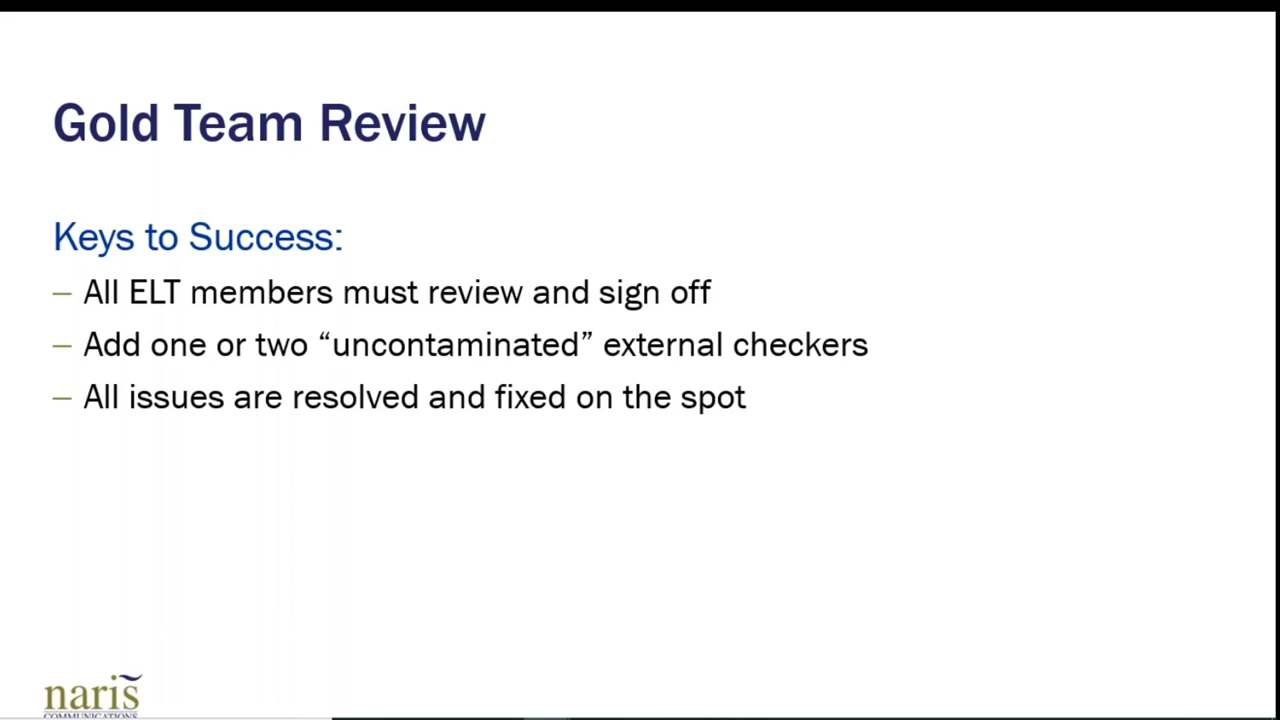 Gold Team Review
Keys to Success:
– All ELT members must review and sign off
– Add one or two “uncontaminated” external checkers
– All issues are resolved and fixed on the spot
naris
COMMUNICATIONS